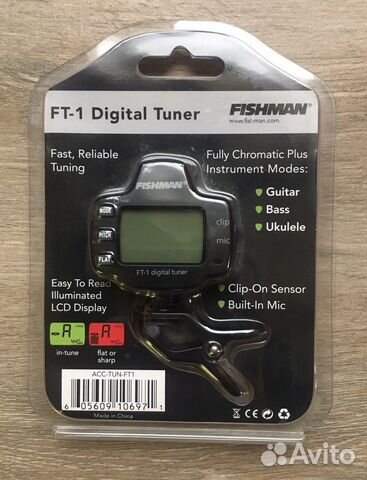 FT-1 Digital Tuner
FISHMAN®
www.fishman.com
Fast, Reliable
Tuning
Fully Chromatic Plus
Instrument Modes:
Guitar
Bass
Ukulele
FISHMAN
MODE
PITCH
FLAT
clip
mic
FT-1 digital tuner
Easy To Read
Illuminated
LCD Display
Clip-On Sensor
Built-In Mic
A
440
A
440
in-tune
flat or
sharp
ACC-TUN-FT1
6 05609 10697 1
Made in China
CE
Avito